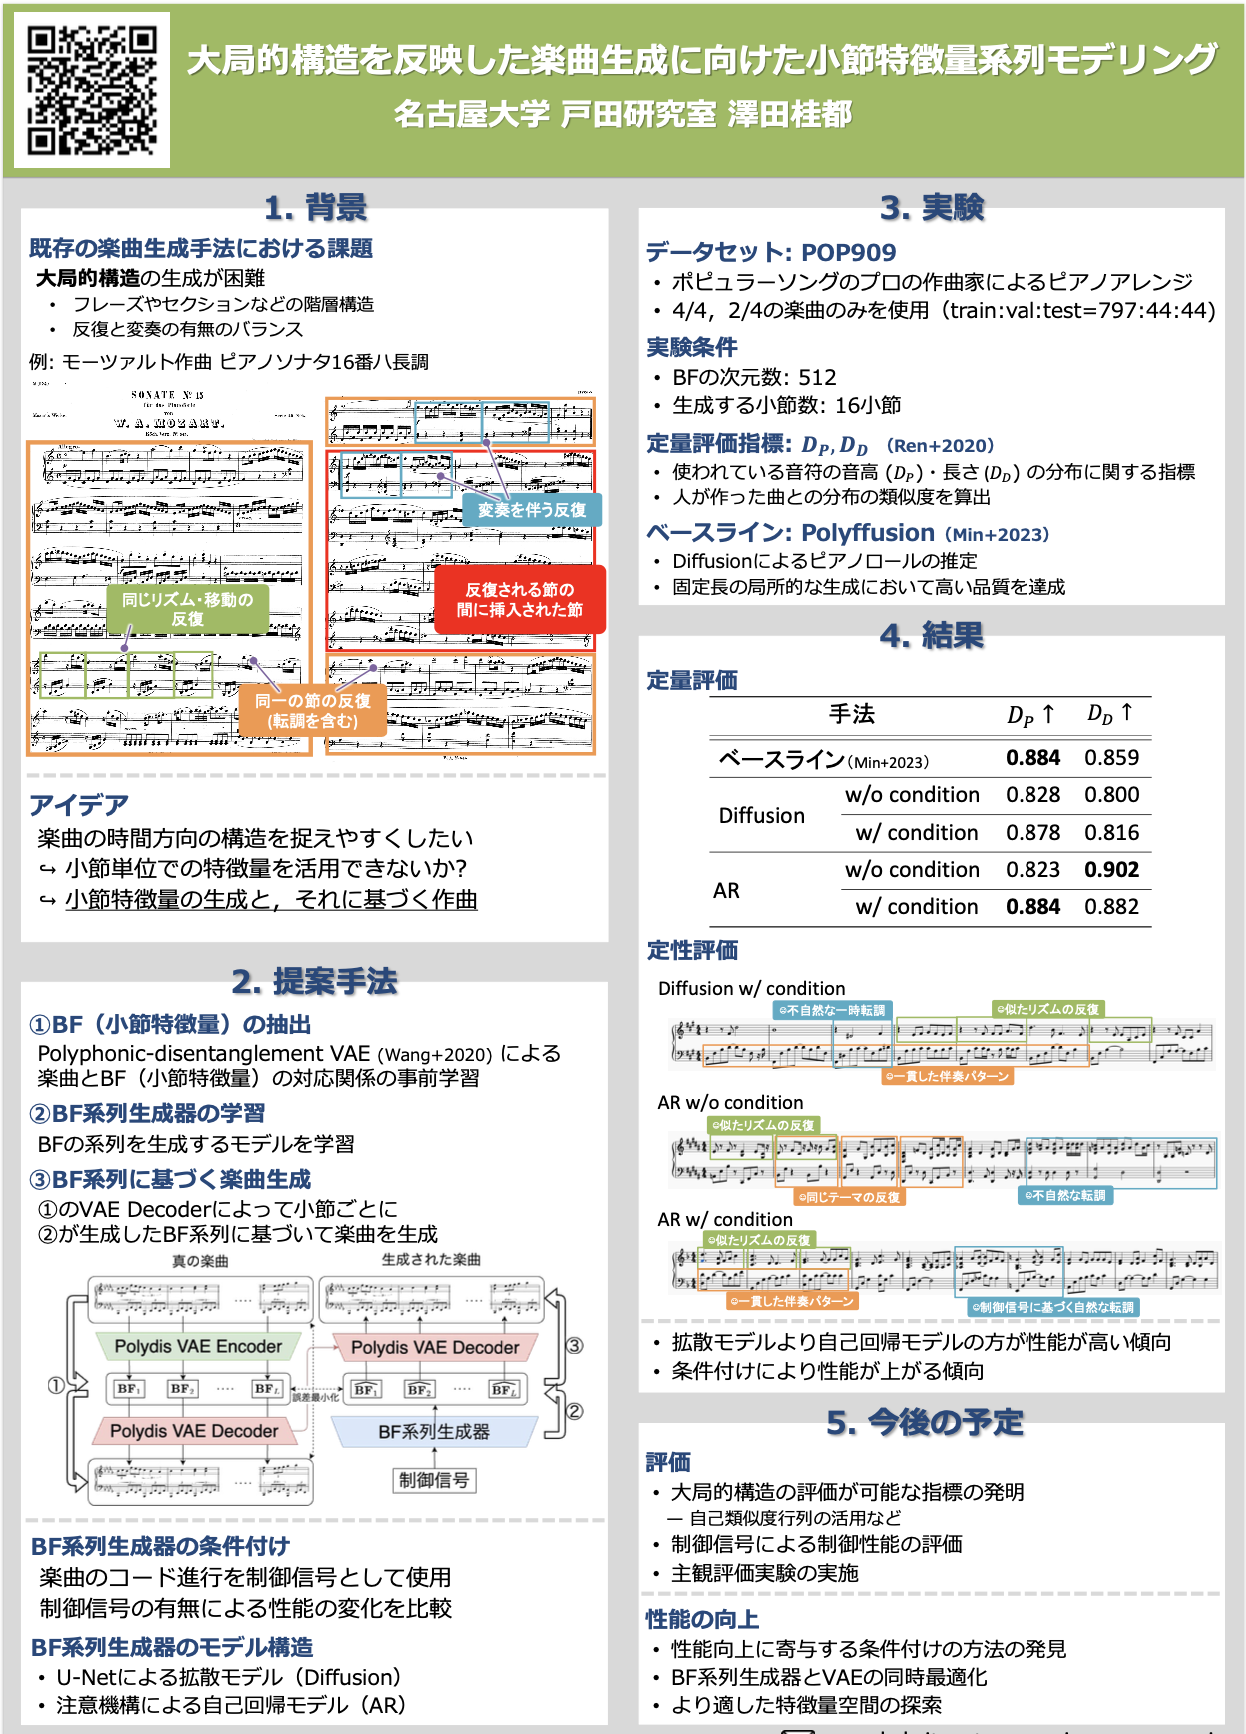 大局的構造を反映した楽曲生成に向けた小節特徴量系列モデリング
名古屋大学 戸田研究室 澤田桂都
1. 背景
既存の楽曲生成手法における課題
大局的構造の生成が困難
• フレーズやセクションなどの階層構造
• 反復と変奏の有無のバランス
例: モーツァルト作曲 ピアノソナタ16番ハ長調
SONATE Nº 15
für das Pianoforte
von
W. A. MOZART.
変奏を伴う反復
反復される節の
間に挿入された節
同じリズム・移動の
反復
同一の節の反復
(転調を含む)
アイデア
楽曲の時間方向の構造を捉えやすくしたい
↪ 小節単位での特徴量を活用できないか?
↪ 小節特徴量の生成と，それに基づく作曲
2. 提案手法
①BF（小節特徴量）の抽出
Polyphonic-disentanglement VAE (Wang+2020) による
楽曲とBF（小節特徴量）の対応関係の事前学習
②BF系列生成器の学習
BFの系列を生成するモデルを学習
③BF系列に基づく楽曲生成
①のVAE Decoderによって小節ごとに
②が生成したBF系列に基づいて楽曲を生成
真の楽曲
生成された楽曲
Polydis VAE Encoder
Polydis VAE Decoder
③
①
BF₁ BF₂ ‥‥ BF_L
誤差最小化
B̂F̂₁ B̂F̂₂ ‥‥ B̂F̂_L
②
Polydis VAE Decoder
BF系列生成器
制御信号
BF系列生成器の条件付け
楽曲のコード進行を制御信号として使用
制御信号の有無による性能の変化を比較
BF系列生成器のモデル構造
• U-Netによる拡散モデル（Diffusion）
• 注意機構による自己回帰モデル（AR）
3. 実験
データセット: POP909
• ポピュラーソングのプロの作曲家によるピアノアレンジ
• 4/4，2/4の楽曲のみを使用（train:val:test=797:44:44)
実験条件
• BFの次元数: 512
• 生成する小節数: 16小節
定量評価指標: D_P, D_D （Ren+2020）
• 使われている音符の音高 (D_P)・長さ (D_D) の分布に関する指標
• 人が作った曲との分布の類似度を算出
ベースライン: Polyffusion（Min+2023）
• Diffusionによるピアノロールの推定
• 固定長の局所的な生成において高い品質を達成
4. 結果
定量評価
手法 D_P ↑ D_D ↑
ベースライン（Min+2023） 0.884 0.859
Diffusion
w/o condition 0.828 0.800
w/ condition 0.878 0.816
AR
w/o condition 0.823 0.902
w/ condition 0.884 0.882
定性評価
Diffusion w/ condition
☹不自然な一時転調
☺似たリズムの反復
☺一貫した伴奏パターン
AR w/o condition
☺似たリズムの反復
☺同じテーマの反復
☹不自然な転調
AR w/ condition
☺似たリズムの反復
☺一貫した伴奏パターン
☺制御信号に基づく自然な転調
• 拡散モデルより自己回帰モデルの方が性能が高い傾向
• 条件付けにより性能が上がる傾向
5. 今後の予定
評価
• 大局的構造の評価が可能な指標の発明
— 自己類似度行列の活用など
• 制御信号による制御性能の評価
• 主観評価実験の実施
性能の向上
• 性能向上に寄与する条件付けの方法の発見
• BF系列生成器とVAEの同時最適化
• より適した特徴量空間の探索